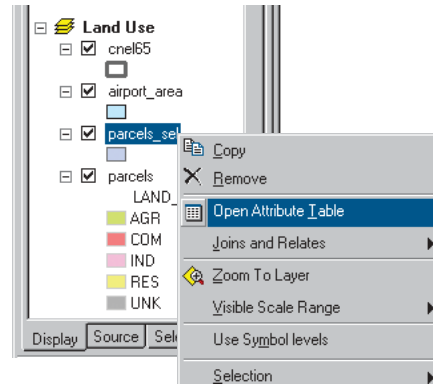 Land Use
cnel65
airport_area
parcels_sel
parcels
LAND_
AGR
COM
IND
RES
UNK
Display Source Sel
Copy
Remove
Open Attribute Table
Joins and Relates
Zoom To Layer
Visible Scale Range
Use Symbol levels
Selection